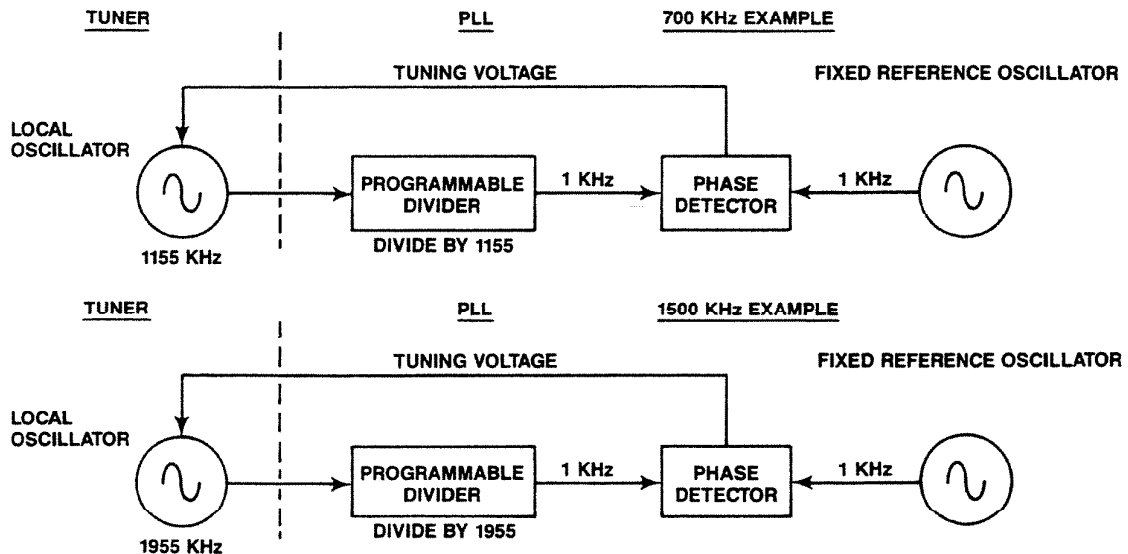 TUNER
PLL
700 KHz EXAMPLE
TUNING VOLTAGE
FIXED REFERENCE OSCILLATOR
LOCAL
OSCILLATOR
PROGRAMMABLE
DIVIDER
1 KHz
PHASE
DETECTOR
1 KHz
1155 KHz
DIVIDE BY 1155
TUNER
PLL
1500 KHz EXAMPLE
TUNING VOLTAGE
FIXED REFERENCE OSCILLATOR
LOCAL
OSCILLATOR
PROGRAMMABLE
DIVIDER
1 KHz
PHASE
DETECTOR
1 KHz
1955 KHz
DIVIDE BY 1955